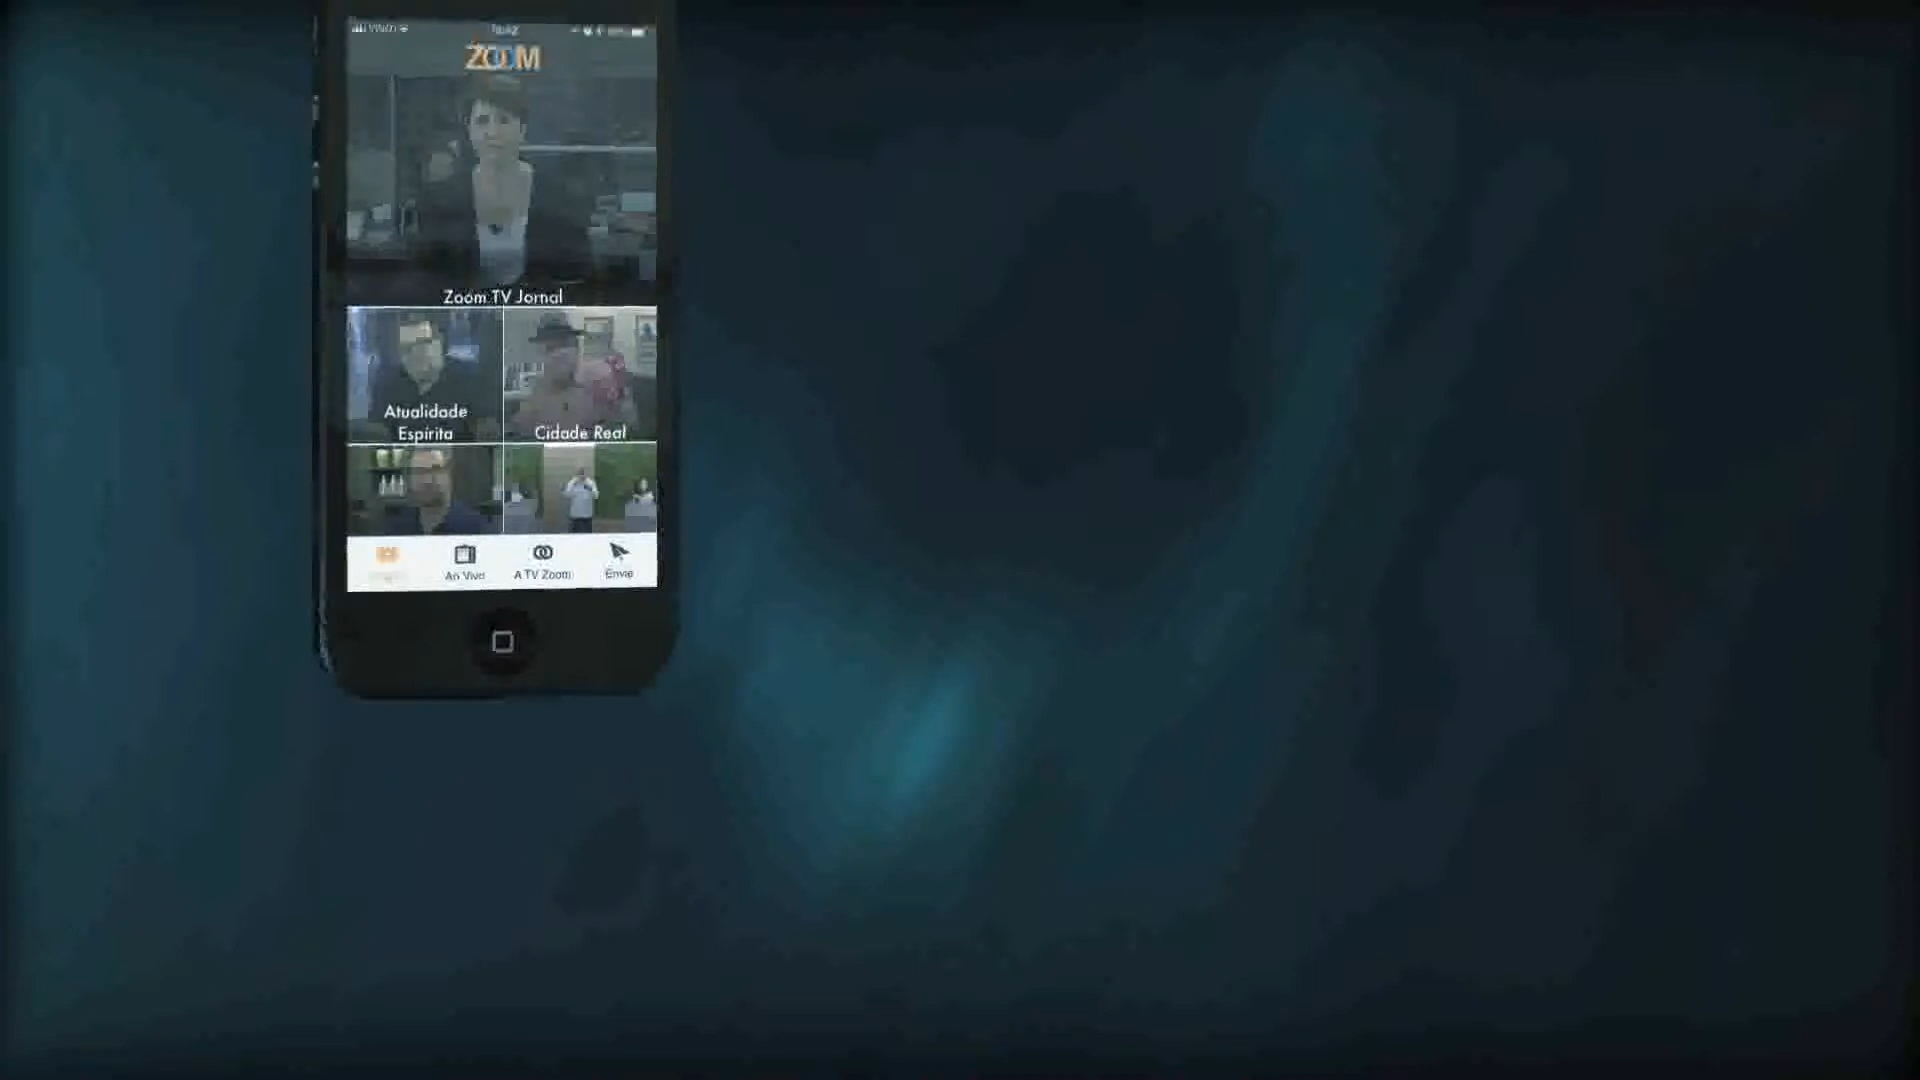 ZOOM
Zoom TV Jornal
Atualidade
Espírita
Cidade Real
Ao Vivo
A TV Zoom
Envie